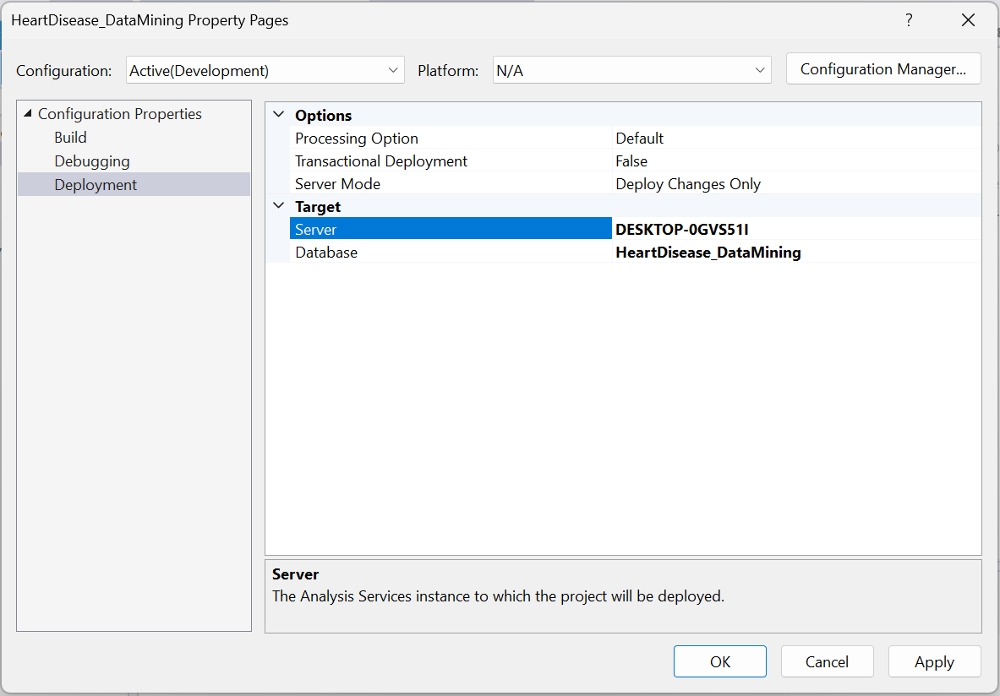 HeartDisease_DataMining Property Pages
?
Configuration: Active(Development) Platform: N/A Configuration Manager...
Configuration Properties
Build
Debugging
Deployment
Options
Processing Option Default
Transactional Deployment False
Server Mode Deploy Changes Only
Target
Server DESKTOP-0GVS51I
Database HeartDisease_DataMining
Server
The Analysis Services instance to which the project will be deployed.
OK Cancel Apply